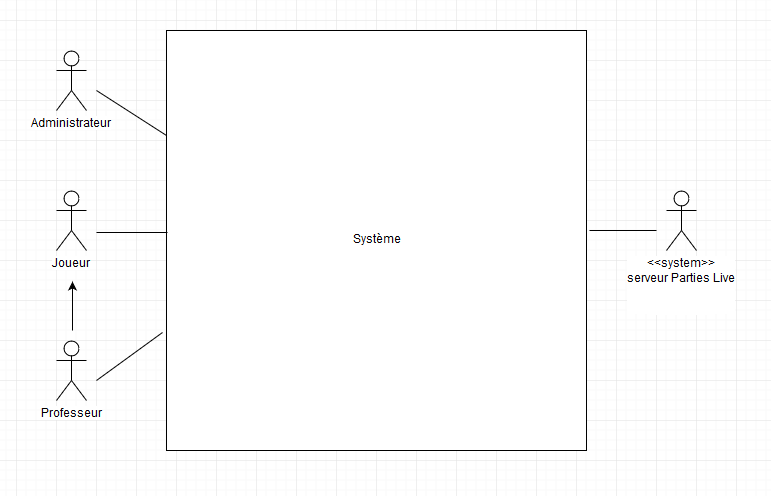 Administrateur
Joueur
Système
<<system>>
serveur Parties Live
Professeur